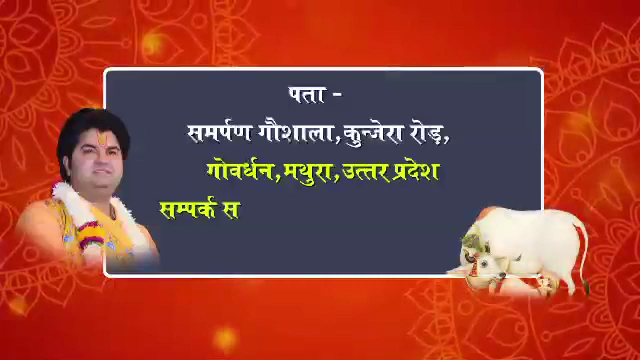 पता -
समर्पण गौशाला,कुन्जेरा रोड़,
गोवर्धन,मथुरा,उत्तर प्रदेश
सम्पर्क स